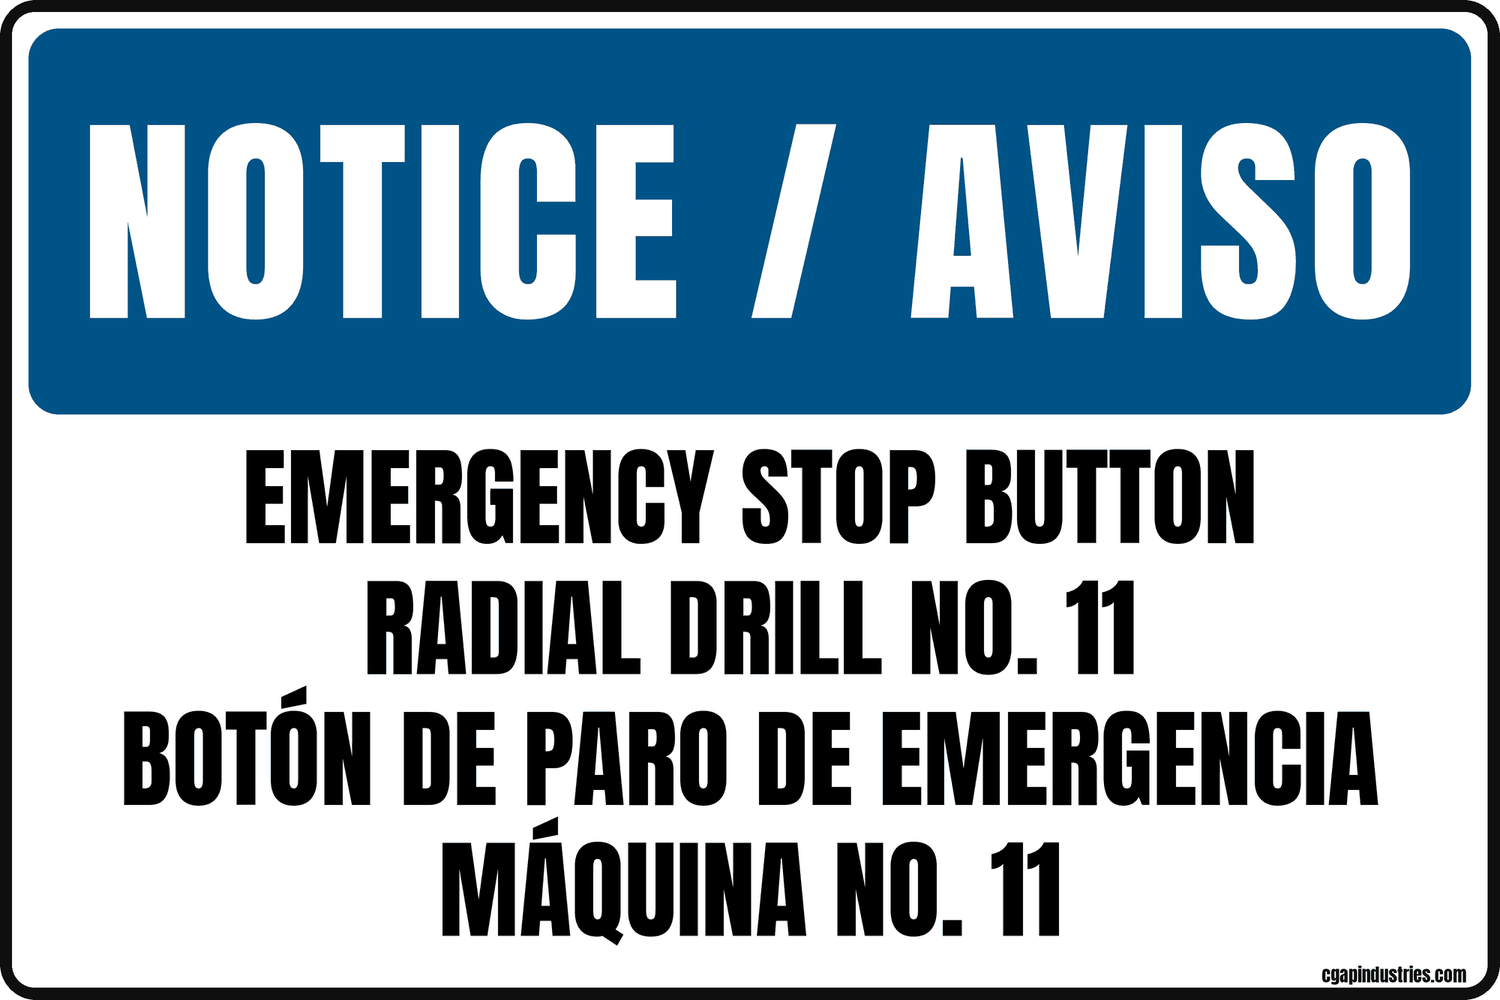 NOTICE / AVISO
EMERGENCY STOP BUTTON
RADIAL DRILL NO. 11
BOTÓN DE PARO DE EMERGENCIA
MÁQUINA NO. 11
cgapindustries.com